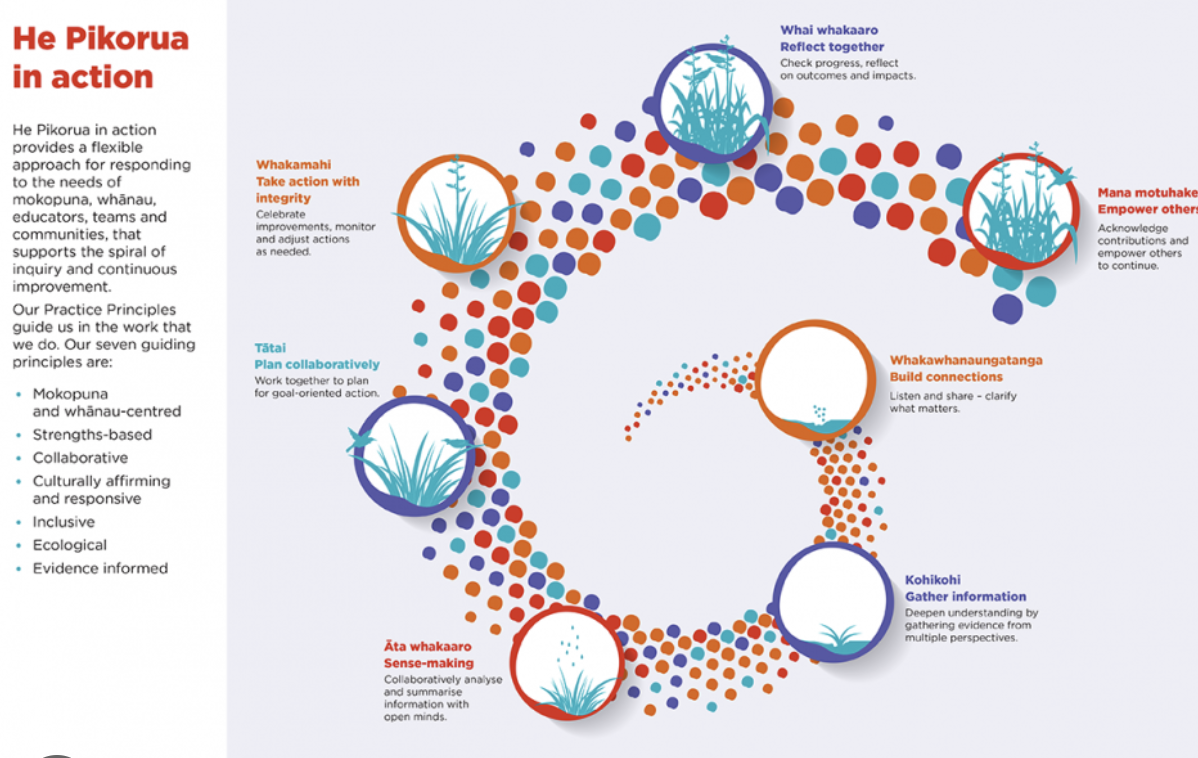 He Pikorua
in action
He Pikorua in action
provides a flexible
approach for responding
to the needs of
mokopuna, whānau,
educators, teams and
communities, that
supports the spiral of
inquiry and continuous
improvement.
Our Practice Principles
guide us in the work that
we do. Our seven guiding
principles are:
• Mokopuna
and whānau-centred
• Strengths-based
• Collaborative
• Culturally affirming
and responsive
• Inclusive
• Ecological
• Evidence informed
Whai whakaaro
Reflect together
Check progress, reflect
on outcomes and impacts.
Whakamahi
Take action with
integrity
Celebrate
improvements, monitor
and adjust actions
as needed.
Mana motuhake
Empower others
Acknowledge
contributions and
empower others
to continue.
Tātai
Plan collaboratively
Work together to plan
for goal-oriented action.
Whakawhanaungatanga
Build connections
Listen and share – clarify
what matters.
Kohikohi
Gather information
Deepen understanding by
gathering evidence from
multiple perspectives.
Āta whakaaro
Sense-making
Collaboratively analyse
and summarise
information with
open minds.